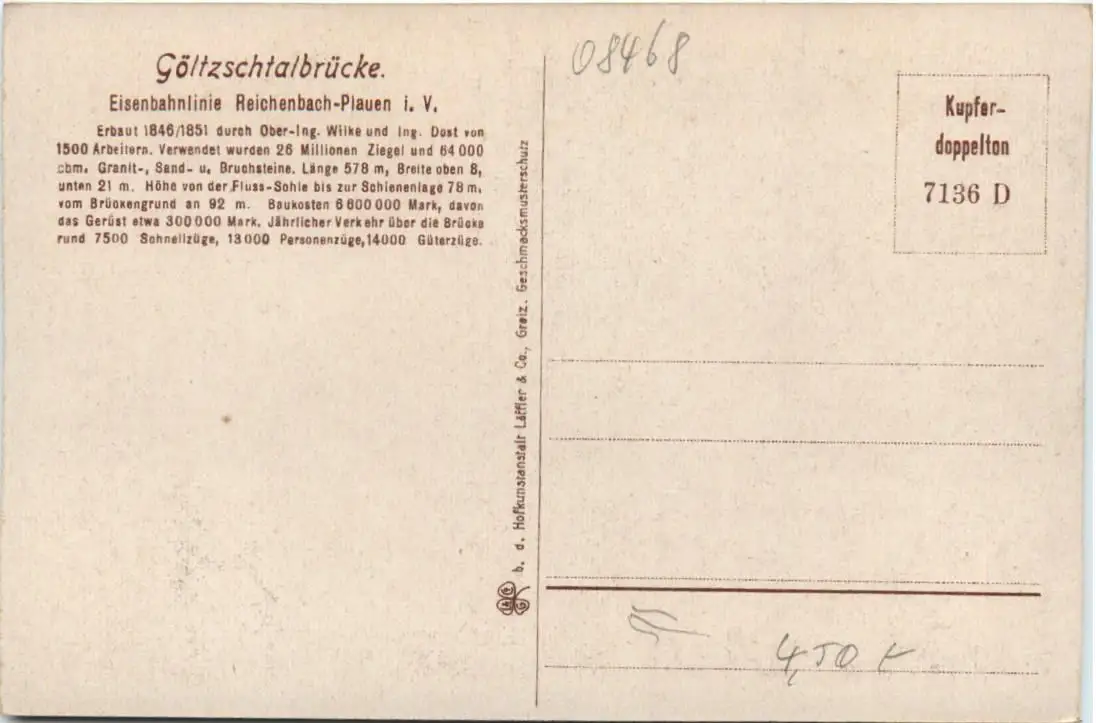 Göltzschtalbrücke.
Eisenbahnlinie Reichenbach-Plauen i. V.
Erbaut 1846/1851 durch Ober-Ing. Wilke und Ing. Dost von
1500 Arbeitern. Verwendet wurden 26 Millionen Ziegel und 64 000
cbm. Granit-, Sand- u. Bruchsteine. Länge 578 m, Breite oben 8,
unten 21 m. Höhe von der Fluss-Sohle bis zur Schienenlage 78 m,
vom Brückengrund an 92 m. Baukosten 6 600 000 Mark, davon
das Gerüst etwa 300 000 Mark. Jährlicher Verkehr über die Brücke
rund 7500 Schnellzüge, 13 000 Personenzüge, 14000 Güterzüge.
b. d. Hofkunstanstalt Läffler & Co., Greiz. Geschmacksmusterschutz
08468
Kupfer-
doppelton
7136 D
4,50